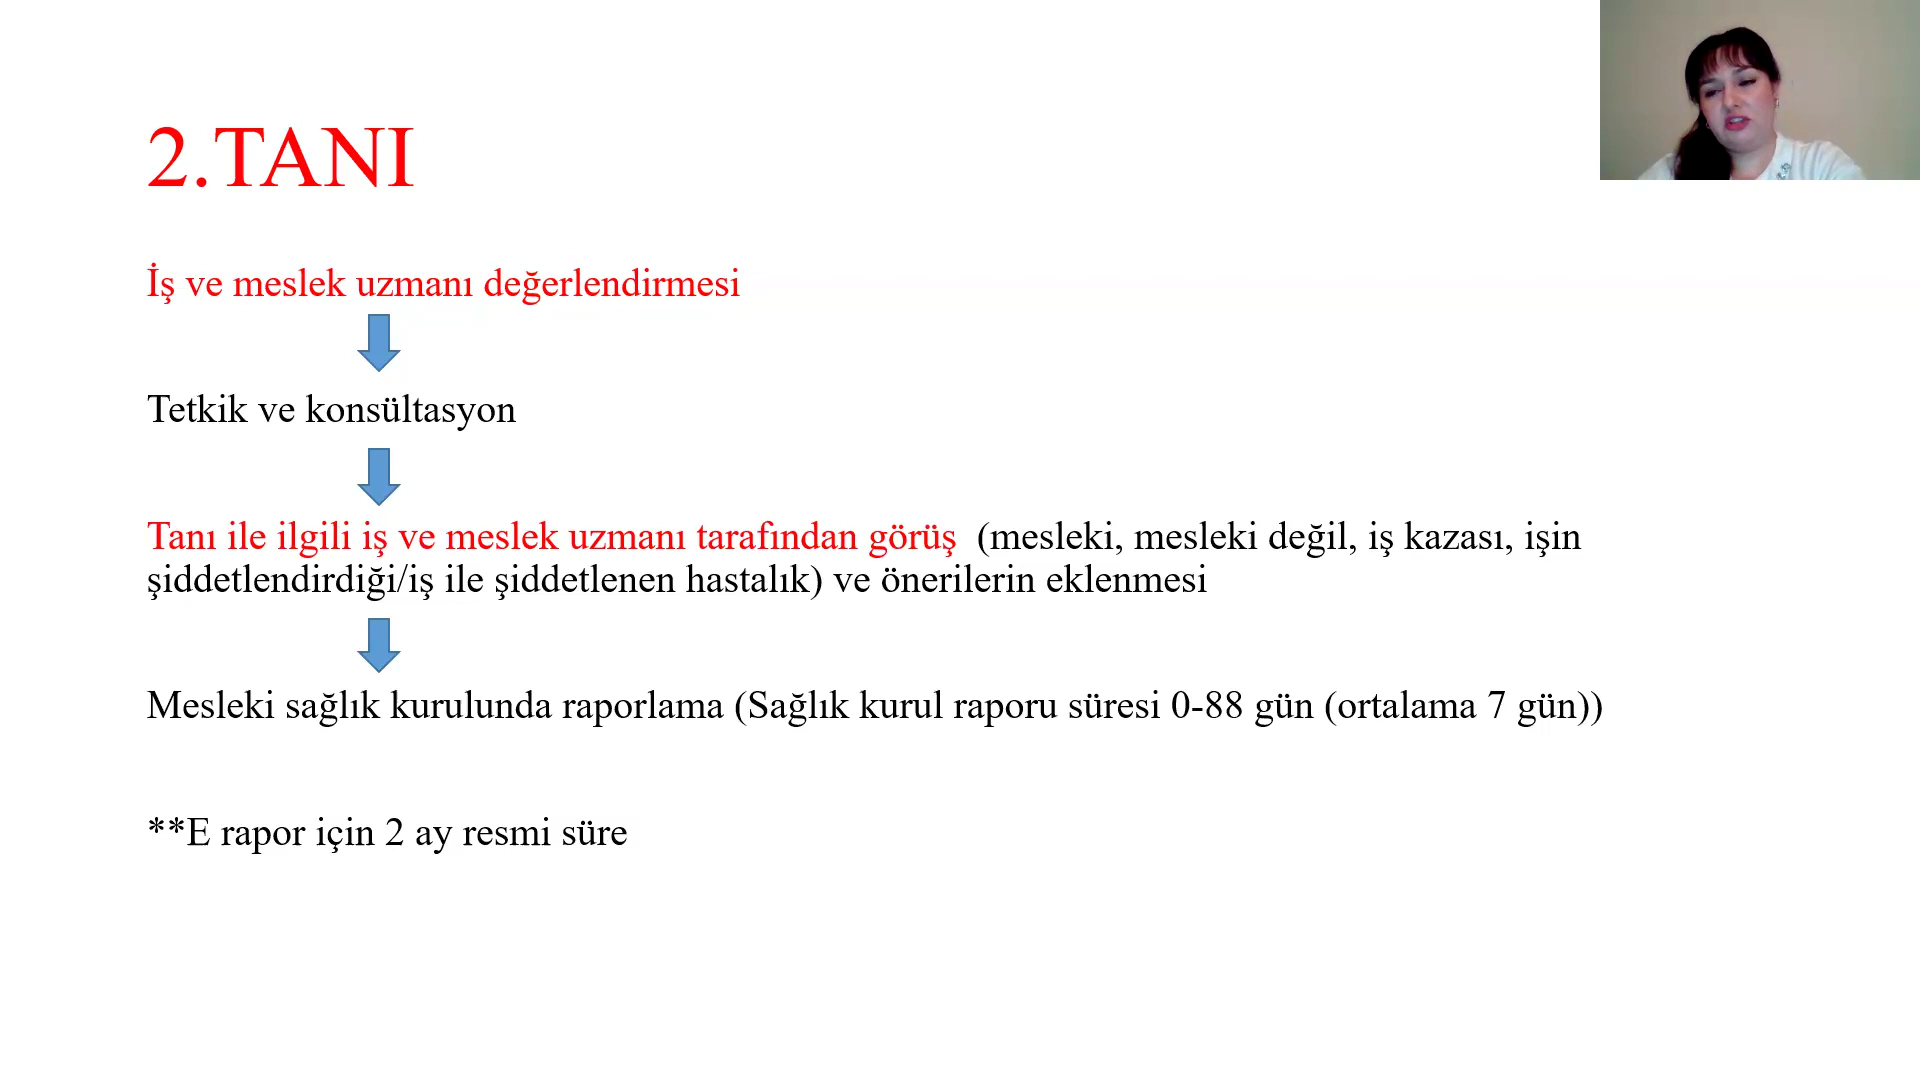 2.TANI
İş ve meslek uzmanı değerlendirmesi
Tetkik ve konsültasyon
Tanı ile ilgili iş ve meslek uzmanı tarafından görüş (mesleki, mesleki değil, iş kazası, işin
şiddetlendirdiği/iş ile şiddetlenen hastalık) ve önerilerin eklenmesi
Mesleki sağlık kurulunda raporlama (Sağlık kurul raporu süresi 0-88 gün (ortalama 7 gün))
**E rapor için 2 ay resmi süre